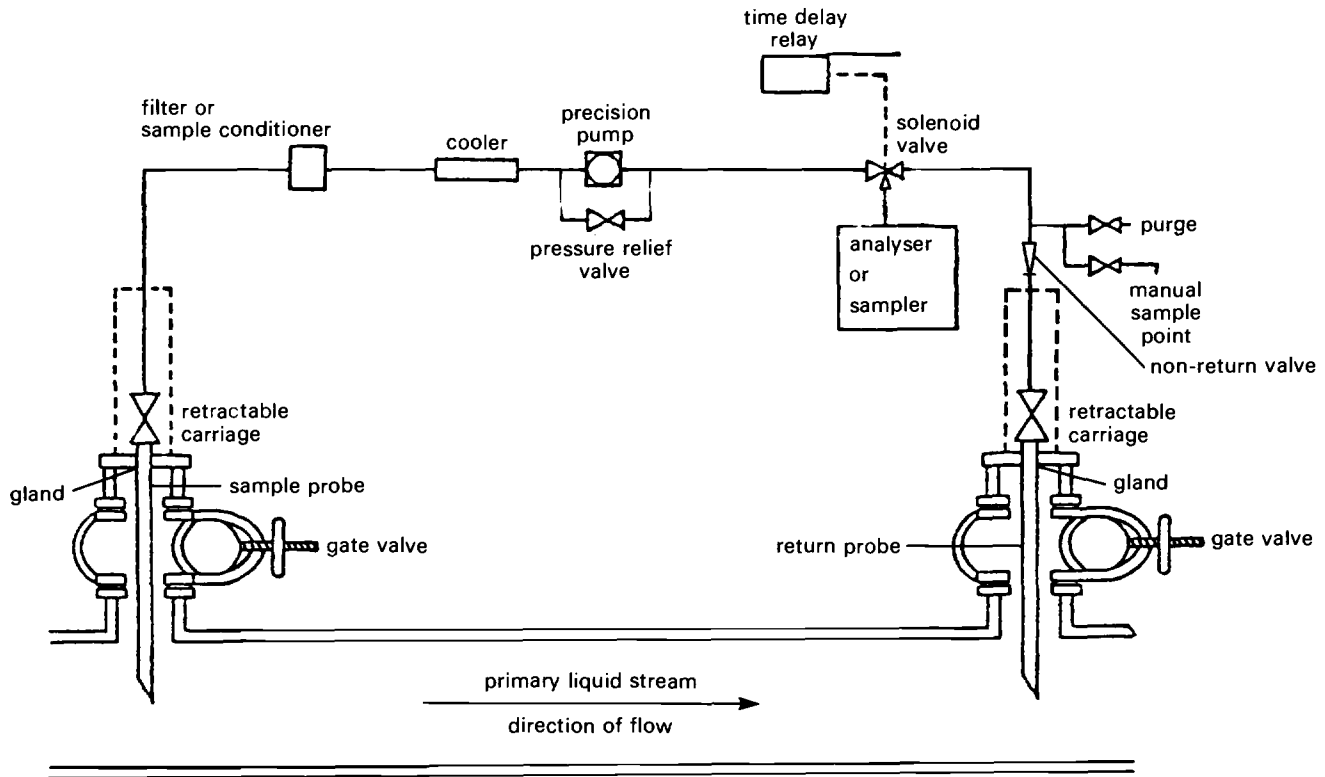 time delay
relay
filter or
sample conditioner
cooler
precision
pump
solenoid
valve
pressure relief
valve
analyser
or
sampler
purge
manual
sample
point
non-return valve
retractable
carriage
retractable
carriage
gland
sample probe
gland
gate valve
return probe
gate valve
primary liquid stream
direction of flow